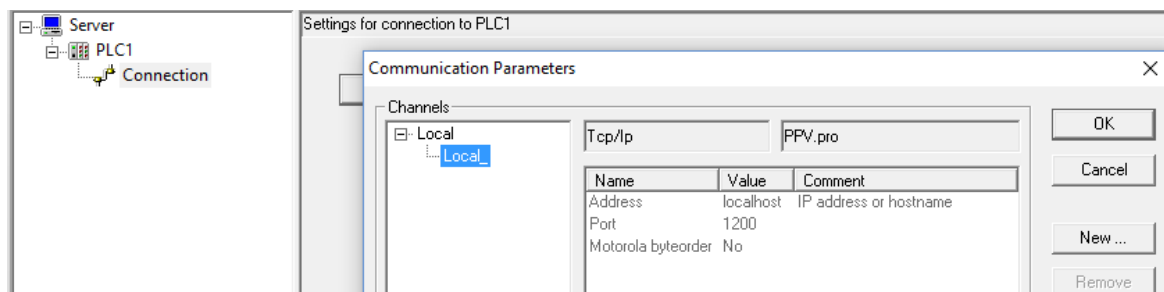 Server
PLC1
Connection
Settings for connection to PLC1
Communication Parameters
Channels
Local
Local_
Tcp/Ip PPV.pro
Name Value Comment
Address localhost IP address or hostname
Port 1200
Motorola byteorder No
OK
Cancel
New ...
Remove